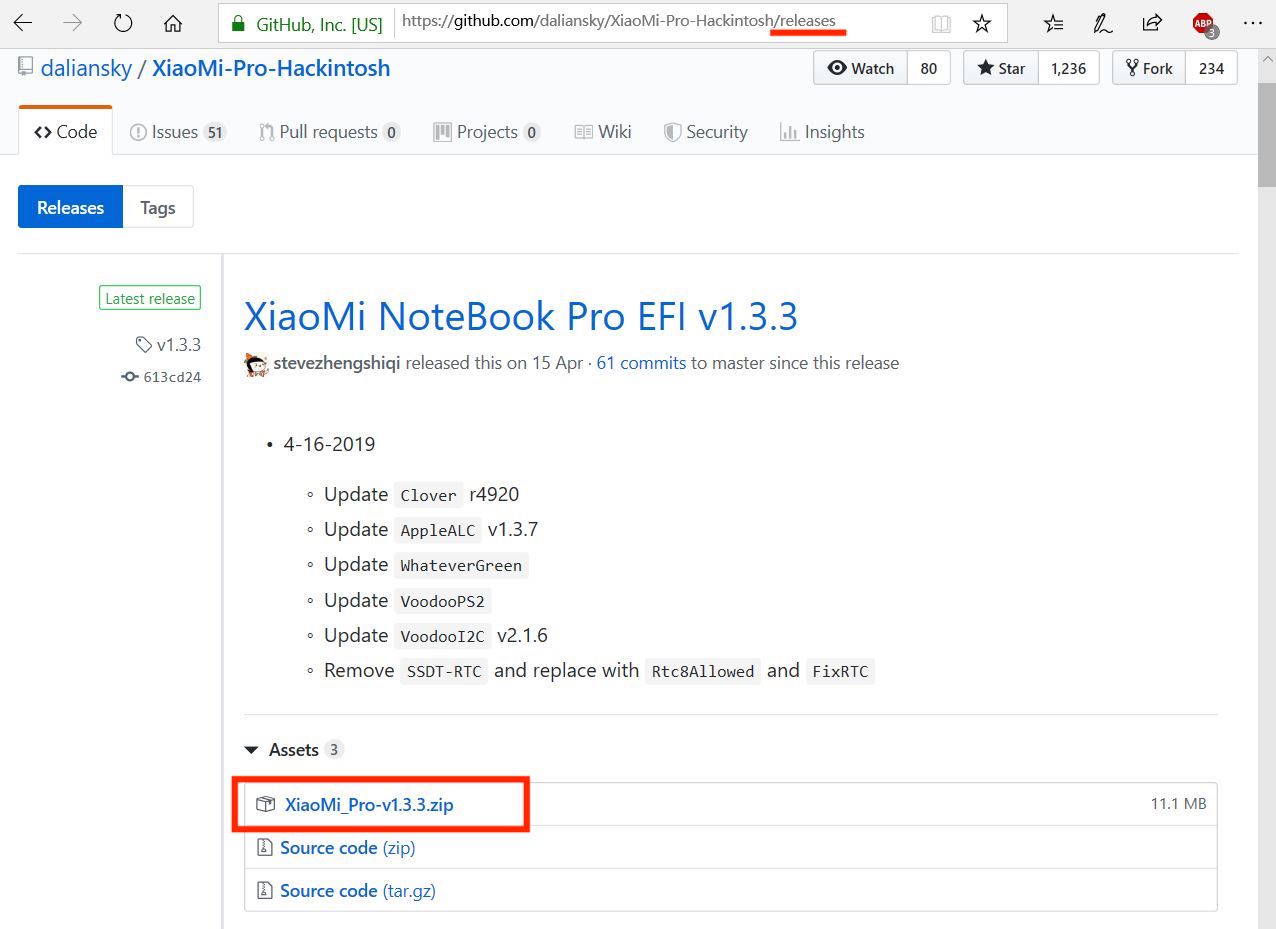 GitHub, Inc. [US] https://github.com/daliansky/XiaoMi-Pro-Hackintosh/releases ABP 3
daliansky / XiaoMi-Pro-Hackintosh Watch 80 Star 1,236 Fork 234
Code Issues 51 Pull requests 0 Projects 0 Wiki Security Insights
Releases Tags
Latest release
v1.3.3
613cd24
XiaoMi NoteBook Pro EFI v1.3.3
stevezhengshiqi released this on 15 Apr · 61 commits to master since this release
• 4-16-2019
◦ Update Clover r4920
◦ Update AppleALC v1.3.7
◦ Update WhateverGreen
◦ Update VoodooPS2
◦ Update VoodooI2C v2.1.6
◦ Remove SSDT-RTC and replace with Rtc8Allowed and FixRTC
Assets 3
XiaoMi_Pro-v1.3.3.zip 11.1 MB
Source code (zip)
Source code (tar.gz)